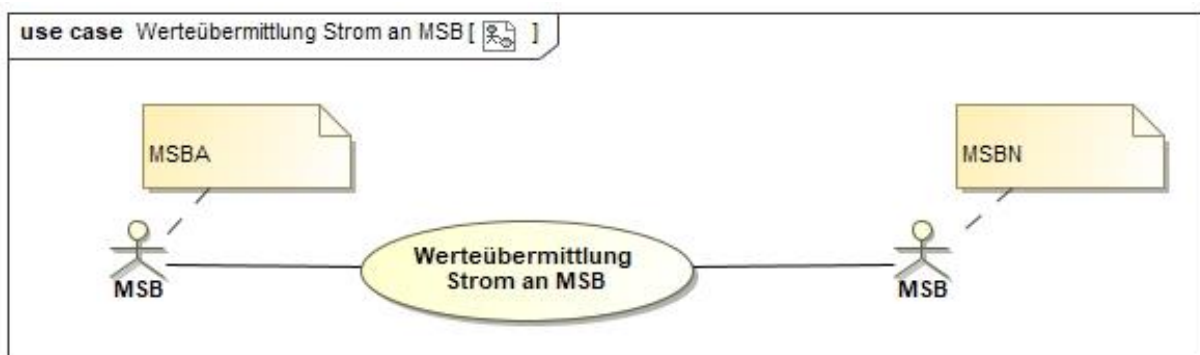 use case Werteübermittlung Strom an MSB [ ]
MSBA
MSBN
Werteübermittlung
Strom an MSB
MSB
MSB